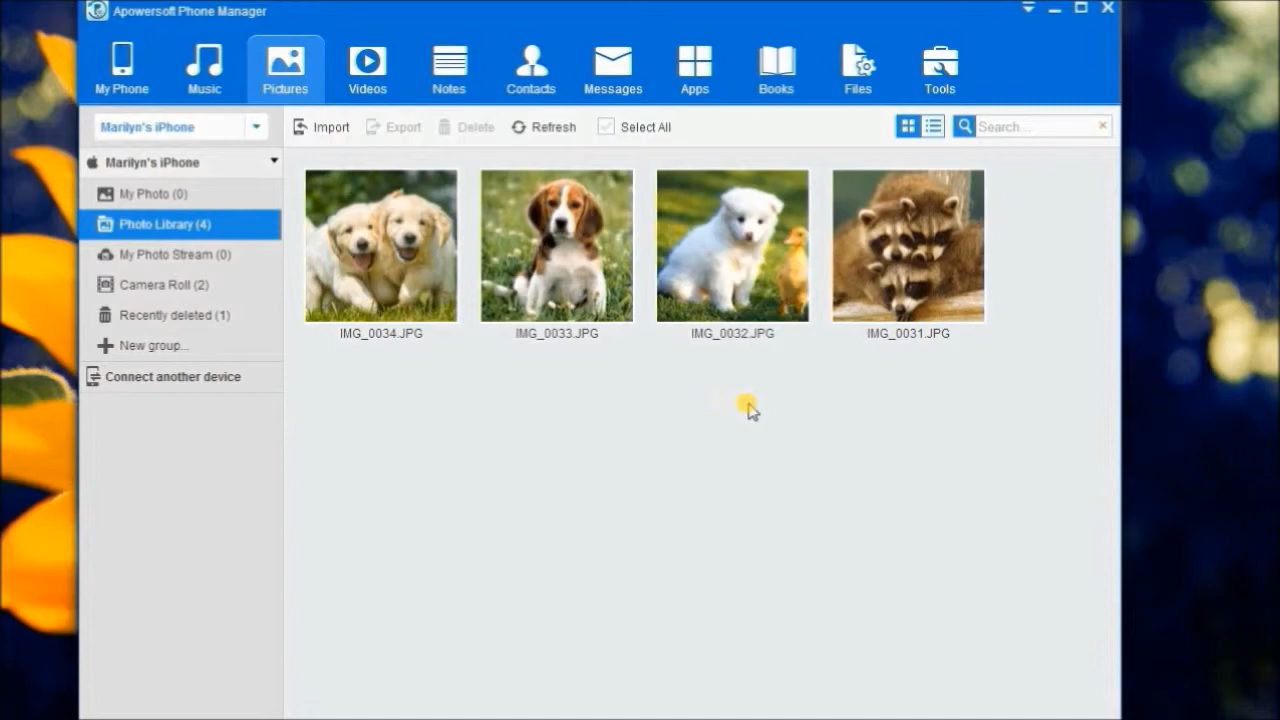 Apowersoft Phone Manager
My Phone Music Pictures Videos Notes Contacts Messages Apps Books Files Tools
Marilyn's iPhone Import Export Delete Refresh Select All Search...
Marilyn's iPhone
My Photo (0)
Photo Library (4)
My Photo Stream (0)
Camera Roll (2)
Recently deleted (1)
New group...
Connect another device
IMG_0034.JPG IMG_0033.JPG IMG_0032.JPG IMG_0031.JPG